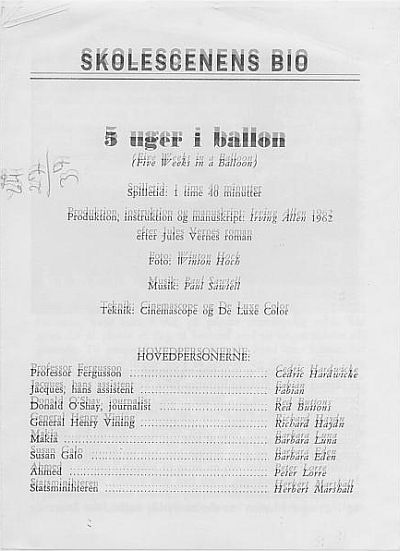 SKOLESCENENS BIO
5 uger i ballon
(Five Weeks in a Balloon)
Spilletid: 1 time 40 minutter
Produktion, instruktion og manuskript: Irving Allen 1962
efter Jules Vernes roman
Foto: Winton Hoch
Musik: Paul Sawtell
Teknik: Cinemascope og De Luxe Color
HOVEDPERSONERNE:
Professor Fergusson Cedric Hardwicke
Jacques, hans assistent Fabian
Donald O'Shay, journalist Red Buttons
General Henry Vining Richard Haydn
Makia Barbara Luna
Susan Galo Barbara Eden
Ahmed Peter Lorre
Statsministeren Herbert Marshall